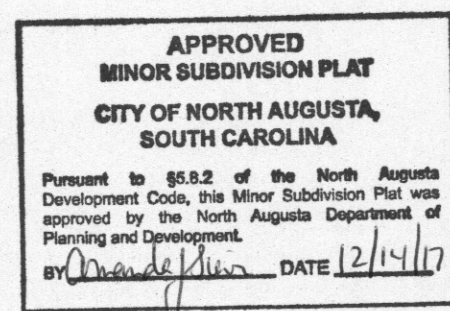 APPROVED
MINOR SUBDIVISION PLAT
CITY OF NORTH AUGUSTA,
SOUTH CAROLINA
Pursuant to §5.8.2 of the North Augusta
Development Code, this Minor Subdivision Plat was
approved by the North Augusta Department of
Planning and Development.
BY DATE 12/14/17